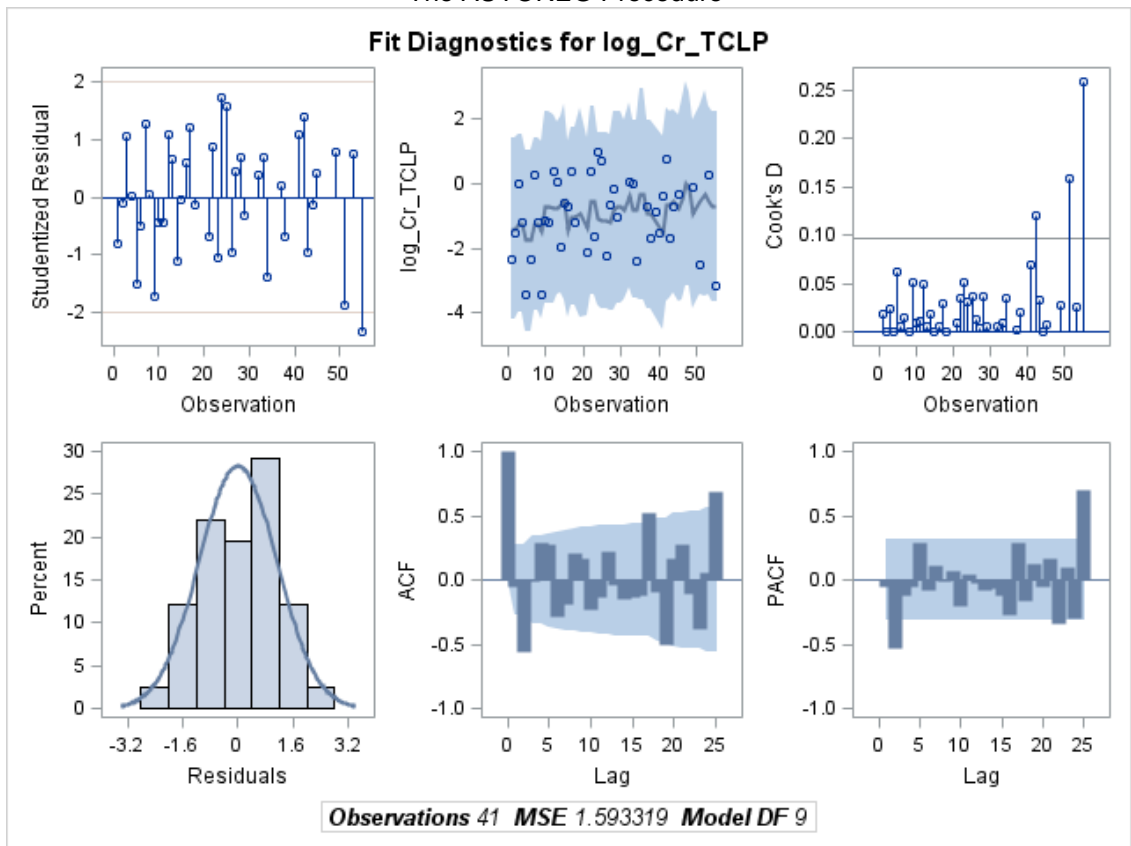 The AUTOREG Procedure
Fit Diagnostics for log_Cr_TCLP
Studentized Residual
2
1
0
-1
-2
0 10 20 30 40 50
Observation
log_Cr_TCLP
2
0
-2
-4
0 10 20 30 40 50
Observation
Cook's D
0.25
0.20
0.15
0.10
0.05
0.00
0 10 20 30 40 50
Observation
Percent
30
25
20
15
10
5
0
-3.2 -1.6 0 1.6 3.2
Residuals
ACF
1.0
0.5
0.0
-0.5
-1.0
0 5 10 15 20 25
Lag
PACF
1.0
0.5
0.0
-0.5
-1.0
0 5 10 15 20 25
Lag
Observations 41 MSE 1.593319 Model DF 9